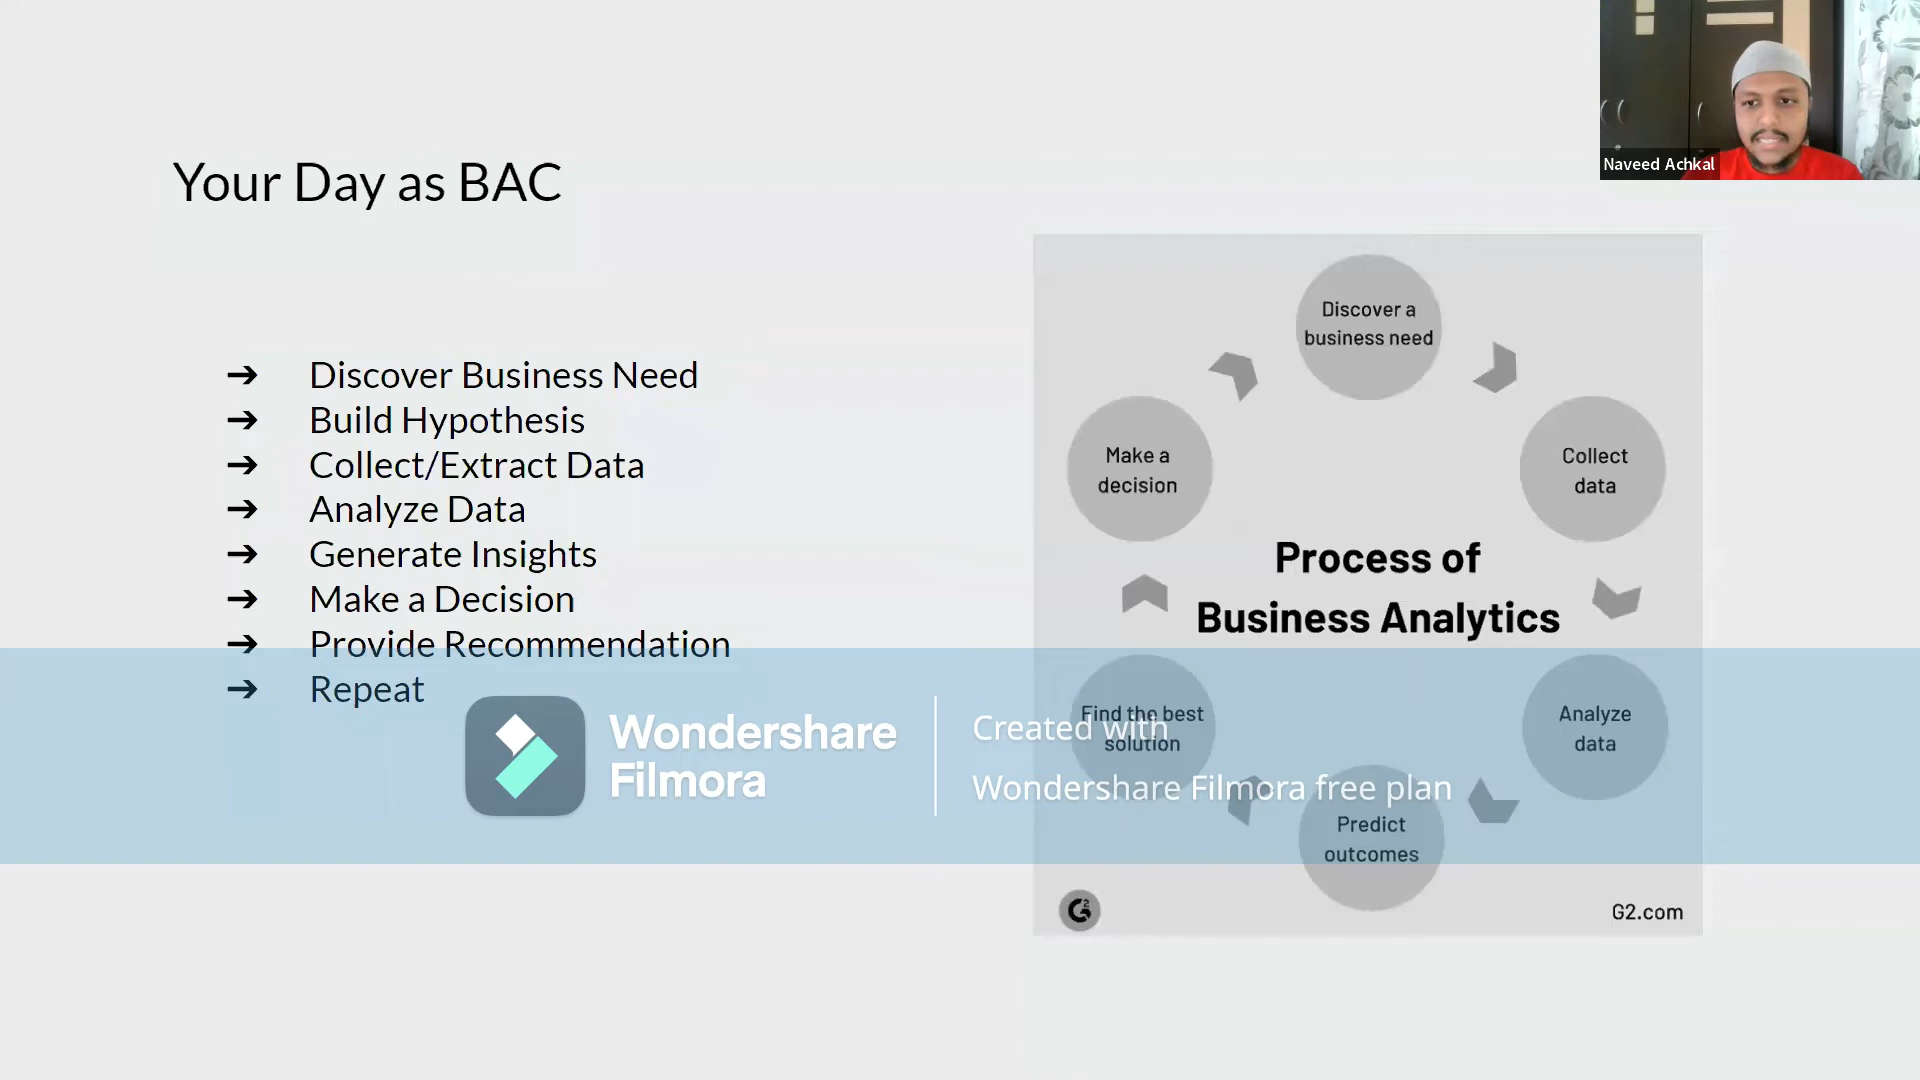 Naveed Achkal
Your Day as BAC
➔ Discover Business Need
➔ Build Hypothesis
➔ Collect/Extract Data
➔ Analyze Data
➔ Generate Insights
➔ Make a Decision
➔ Provide Recommendation
➔ Repeat
Discover a
business need
Collect
data
Analyze
data
Predict
outcomes
Find the best
solution
Make a
decision
Process of
Business Analytics
G2
G2.com
Wondershare
Filmora
Created with
Wondershare Filmora free plan